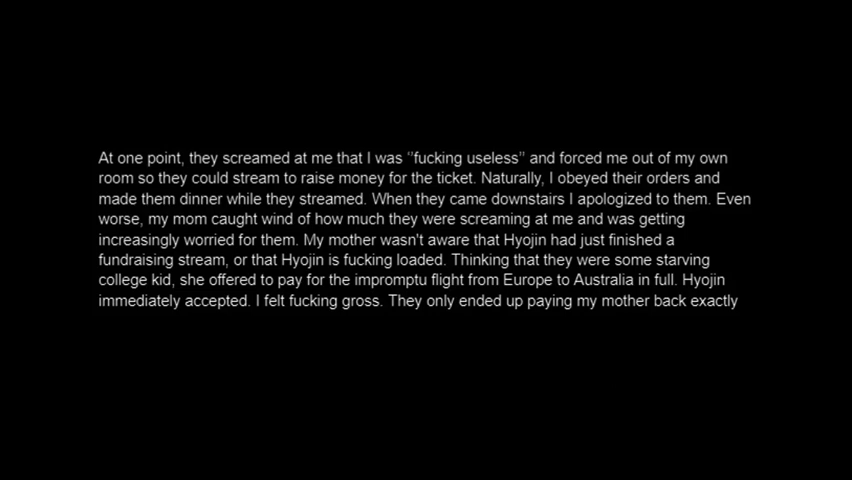 At one point, they screamed at me that I was ‘‘fucking useless’’ and forced me out of my own
room so they could stream to raise money for the ticket. Naturally, I obeyed their orders and
made them dinner while they streamed. When they came downstairs I apologized to them. Even
worse, my mom caught wind of how much they were screaming at me and was getting
increasingly worried for them. My mother wasn't aware that Hyojin had just finished a
fundraising stream, or that Hyojin is fucking loaded. Thinking that they were some starving
college kid, she offered to pay for the impromptu flight from Europe to Australia in full. Hyojin
immediately accepted. I felt fucking gross. They only ended up paying my mother back exactly